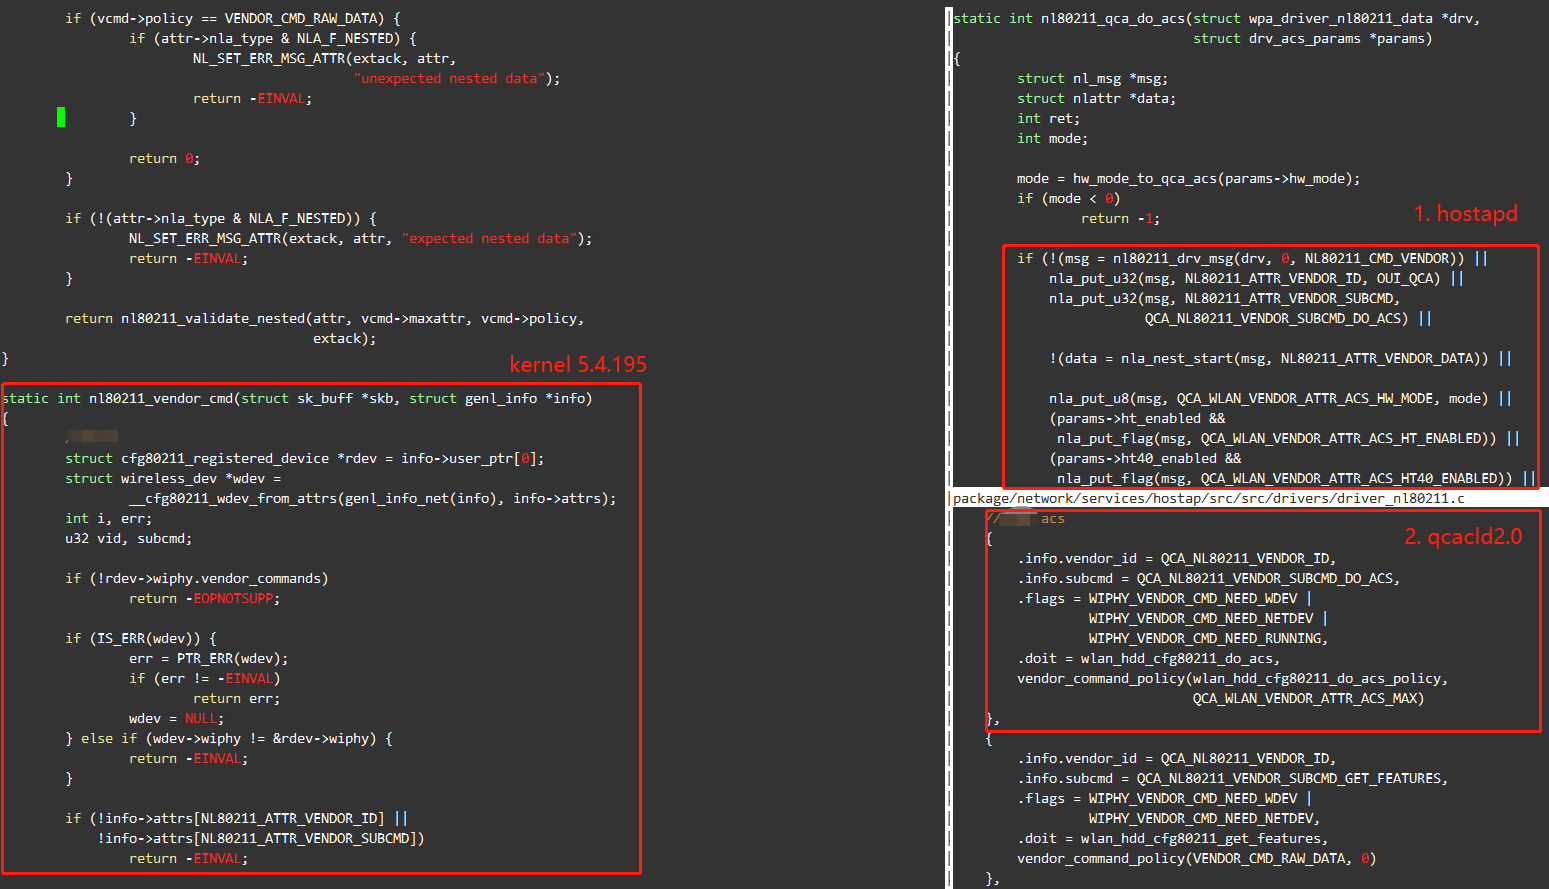 if (vcmd->policy == VENDOR_CMD_RAW_DATA) {
if (attr->nla_type & NLA_F_NESTED) {
NL_SET_ERR_MSG_ATTR(extack, attr,
"unexpected nested data");
return -EINVAL;
}
return 0;
}
if (!(attr->nla_type & NLA_F_NESTED)) {
NL_SET_ERR_MSG_ATTR(extack, attr, "expected nested data");
return -EINVAL;
}
return nl80211_validate_nested(attr, vcmd->maxattr, vcmd->policy,
extack);
}
kernel 5.4.195
static int nl80211_vendor_cmd(struct sk_buff *skb, struct genl_info *info)
{
struct cfg80211_registered_device *rdev = info->user_ptr[0];
struct wireless_dev *wdev =
__cfg80211_wdev_from_attrs(genl_info_net(info), info->attrs);
int i, err;
u32 vid, subcmd;
if (!rdev->wiphy.vendor_commands)
return -EOPNOTSUPP;
if (IS_ERR(wdev)) {
err = PTR_ERR(wdev);
if (err != -EINVAL)
return err;
wdev = NULL;
} else if (wdev->wiphy != &rdev->wiphy) {
return -EINVAL;
}
if (!info->attrs[NL80211_ATTR_VENDOR_ID] ||
!info->attrs[NL80211_ATTR_VENDOR_SUBCMD])
return -EINVAL;
static int nl80211_qca_do_acs(struct wpa_driver_nl80211_data *drv,
struct drv_acs_params *params)
{
struct nl_msg *msg;
struct nlattr *data;
int ret;
int mode;
mode = hw_mode_to_qca_acs(params->hw_mode);
if (mode < 0)
return -1;
1. hostapd
if (!(msg = nl80211_drv_msg(drv, 0, NL80211_CMD_VENDOR)) ||
nla_put_u32(msg, NL80211_ATTR_VENDOR_ID, OUI_QCA) ||
nla_put_u32(msg, NL80211_ATTR_VENDOR_SUBCMD,
QCA_NL80211_VENDOR_SUBCMD_DO_ACS) ||
!(data = nla_nest_start(msg, NL80211_ATTR_VENDOR_DATA)) ||
nla_put_u8(msg, QCA_WLAN_VENDOR_ATTR_ACS_HW_MODE, mode) ||
(params->ht_enabled &&
nla_put_flag(msg, QCA_WLAN_VENDOR_ATTR_ACS_HT_ENABLED)) ||
(params->ht40_enabled &&
nla_put_flag(msg, QCA_WLAN_VENDOR_ATTR_ACS_HT40_ENABLED)) ||
package/network/services/hostap/src/src/drivers/driver_nl80211.c
// acs
{
2. qcacld2.0
.info.vendor_id = QCA_NL80211_VENDOR_ID,
.info.subcmd = QCA_NL80211_VENDOR_SUBCMD_DO_ACS,
.flags = WIPHY_VENDOR_CMD_NEED_WDEV |
WIPHY_VENDOR_CMD_NEED_NETDEV |
WIPHY_VENDOR_CMD_NEED_RUNNING,
.doit = wlan_hdd_cfg80211_do_acs,
vendor_command_policy(wlan_hdd_cfg80211_do_acs_policy,
QCA_WLAN_VENDOR_ATTR_ACS_MAX)
},
{
.info.vendor_id = QCA_NL80211_VENDOR_ID,
.info.subcmd = QCA_NL80211_VENDOR_SUBCMD_GET_FEATURES,
.flags = WIPHY_VENDOR_CMD_NEED_WDEV |
WIPHY_VENDOR_CMD_NEED_NETDEV,
.doit = wlan_hdd_cfg80211_get_features,
vendor_command_policy(VENDOR_CMD_RAW_DATA, 0)
},